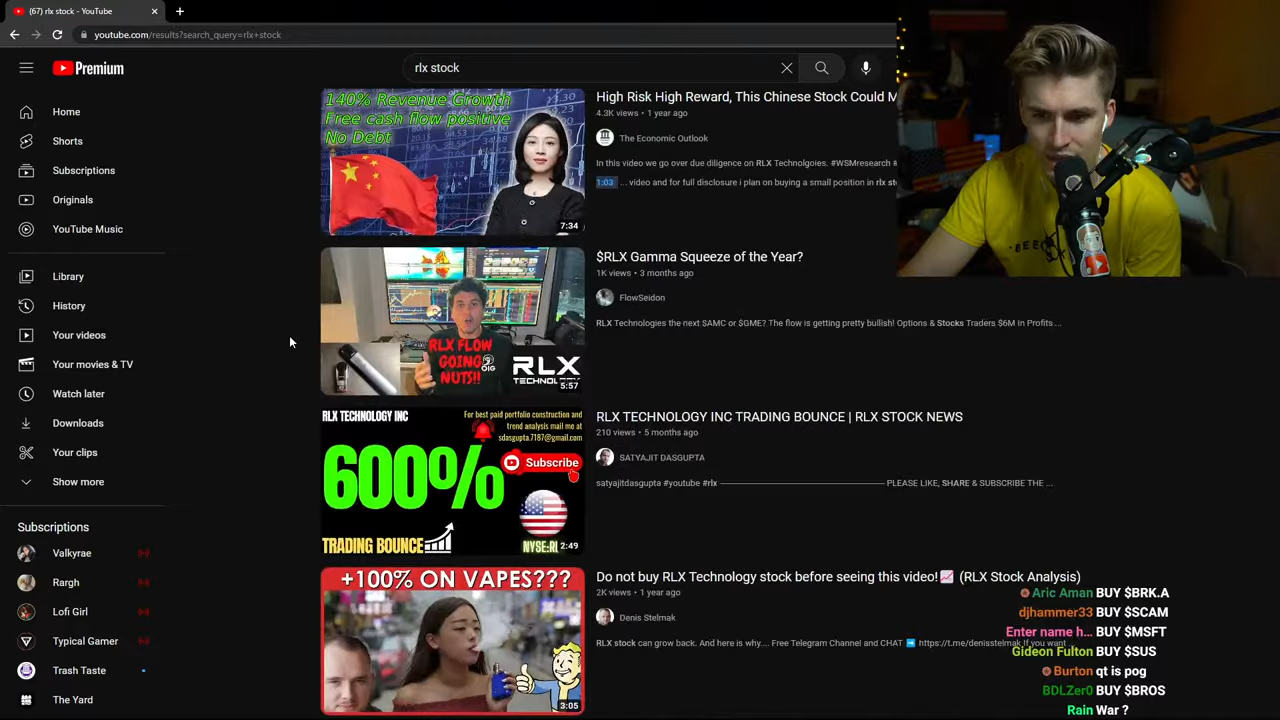 (67) rlx stock - YouTube
youtube.com/results?search_query=rlx+stock
Premium
rlx stock
Home
Shorts
Subscriptions
Originals
YouTube Music
Library
History
Your videos
Your movies & TV
Watch later
Downloads
Your clips
Show more
Subscriptions
Valkyrae
Rargh
Lofi Girl
Typical Gamer
Trash Taste
The Yard
140% Revenue Growth
Free cash flow positive
No Debt
7:34
High Risk High Reward, This Chinese Stock Could M
4.3K views • 1 year ago
The Economic Outlook
In this video we go over due diligence on RLX Technolgoies. #WSMresearch #
1:03 ... video and for full disclosure i plan on buying a small position in rlx st
RLX FLOW
GOING
NUTS!!
RLX
5:57
$RLX Gamma Squeeze of the Year?
1K views • 3 months ago
FlowSeidon
RLX Technologies the next $AMC or $GME? The flow is getting pretty bullish! Options & Stocks Traders $6M In Profits ...
RLX TECHNOLOGY INC
For best paid portfolio construction and
trend analysis mail me at
sdasgupta.7187@gmail.com
600%
Subscribe
TRADING BOUNCE
2:49
RLX TECHNOLOGY INC TRADING BOUNCE | RLX STOCK NEWS
210 views • 5 months ago
SATYAJIT DASGUPTA
satyajitdasgupta #youtube #rlx ———————————— PLEASE LIKE, SHARE & SUBSCRIBE THE ...
+100% ON VAPES???
3:05
Do not buy RLX Technology stock before seeing this video!📈 (RLX Stock Analysis)
2K views • 1 year ago
Denis Stelmak
RLX stock can grow back. And here is why.... Free Telegram Channel and CHAT ➡️ https://t.me/denisstelmak If you want
Aric Aman BUY $BRK.A
djhammer33 BUY $SCAM
Enter name h... BUY $MSFT
Gideon Fulton BUY $SUS
Burton qt is pog
BDLZer0 BUY $BROS
Rain War ?